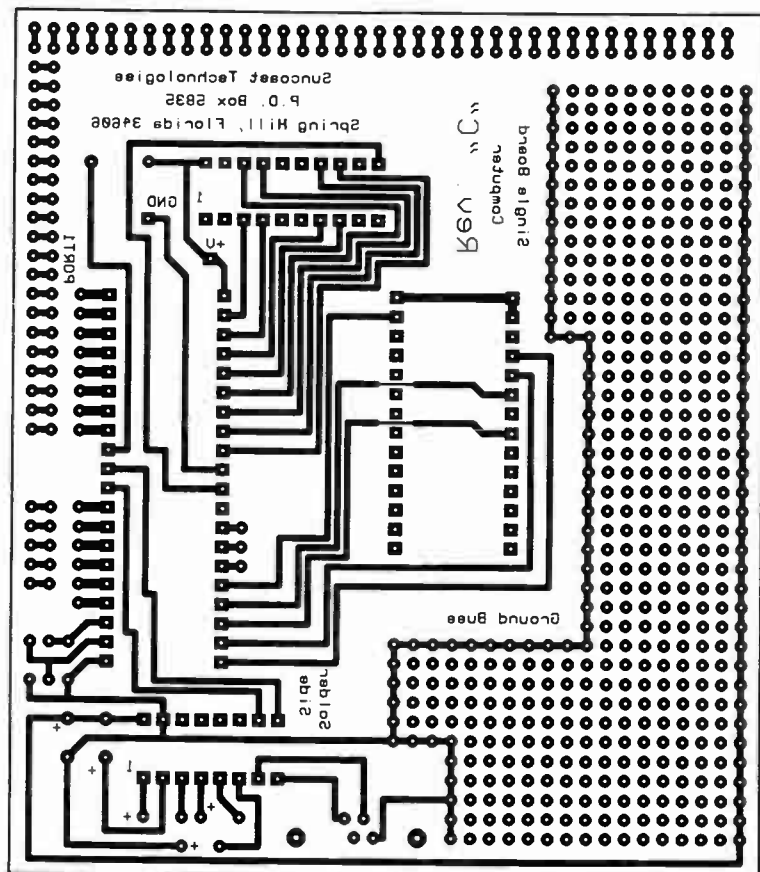 Suncoast Technologies
P.O. Box 5835
Spring Hill, Florida 34606
Single Board
Computer
Rev. "C"
GND
1
+V
PORT1
Ground Buss
Solder
Side
+
+
1
+
+
+